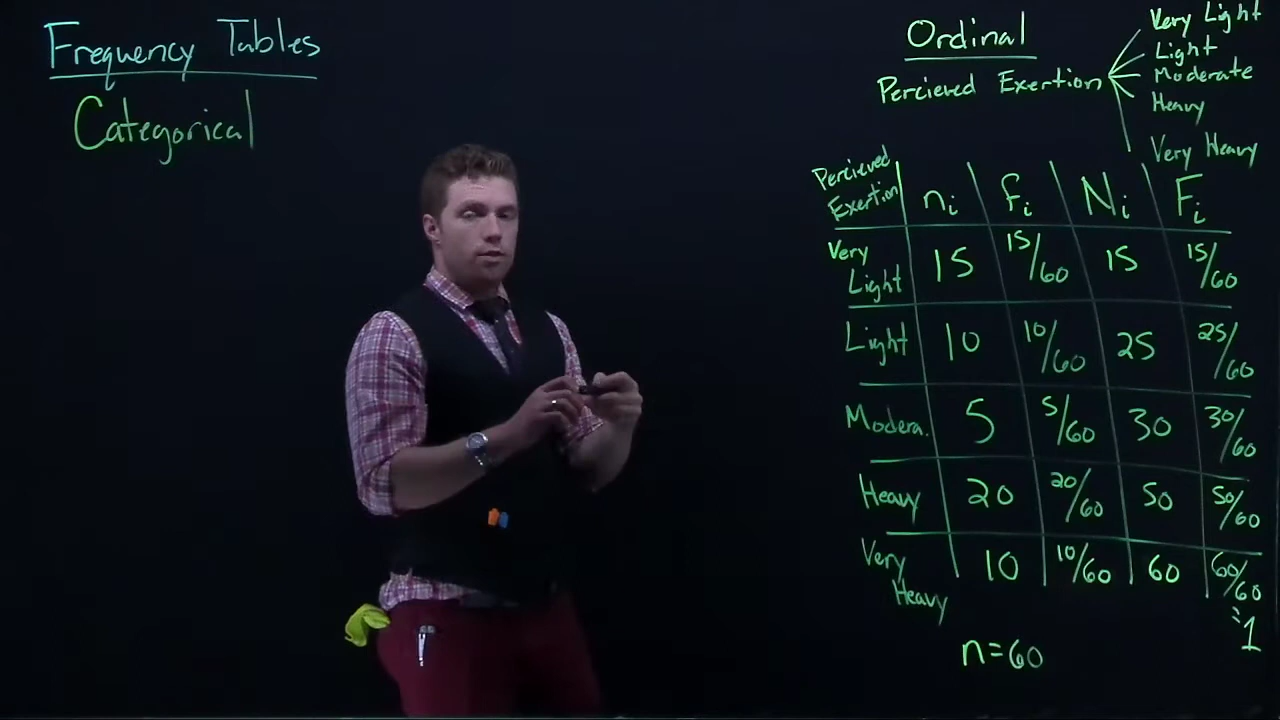 Frequency Tables
Categorical
Ordinal
Percieved Exertion
Very Light
Light
Moderate
Heavy
Very Heavy
Percieved Exertion ni fi Ni Fi
Very Light 15 15/60 15 15/60
Light 10 10/60 25 25/60
Modera. 5 5/60 30 30/60
Heavy 20 20/60 50 50/60
Very Heavy 10 10/60 60 60/60
1
n=60